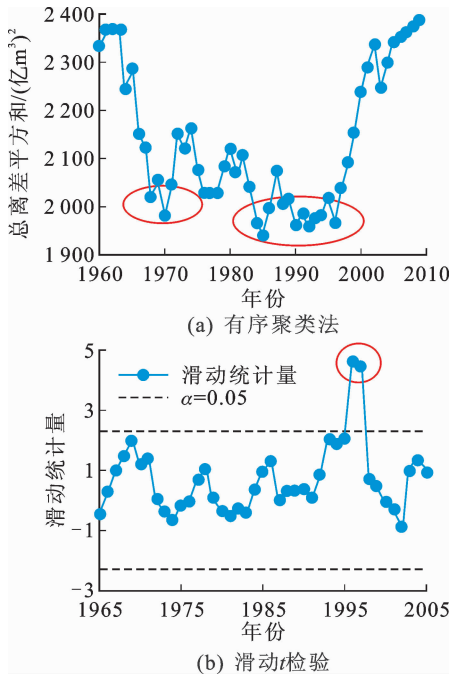 总离差平方和/(亿m³)²
2 400
2 300
2 200
2 100
2 000
1 900
1960 1970 1980 1990 2000 2010
年份
(a) 有序聚类法
滑动统计量
5
3
1
-1
-3
滑动统计量
α=0.05
1965 1975 1985 1995 2005
年份
(b) 滑动t检验